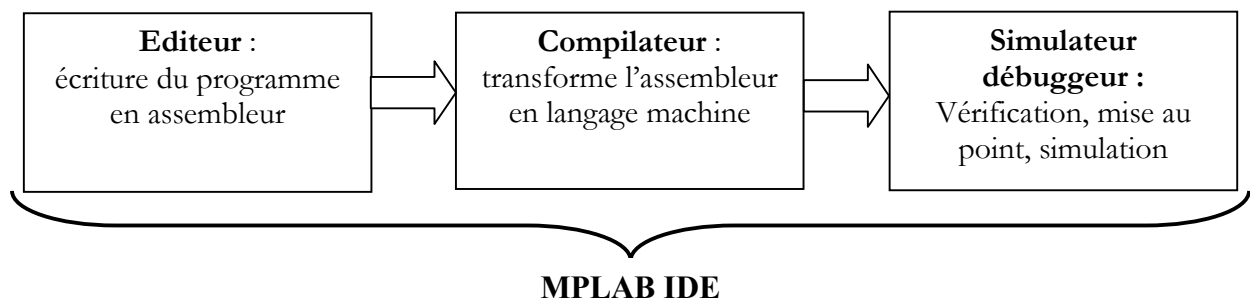 Editeur :
écriture du programme
en assembleur
Compilateur :
transforme l’assembleur
en langage machine
Simulateur
débuggeur :
Vérification, mise au
point, simulation
MPLAB IDE